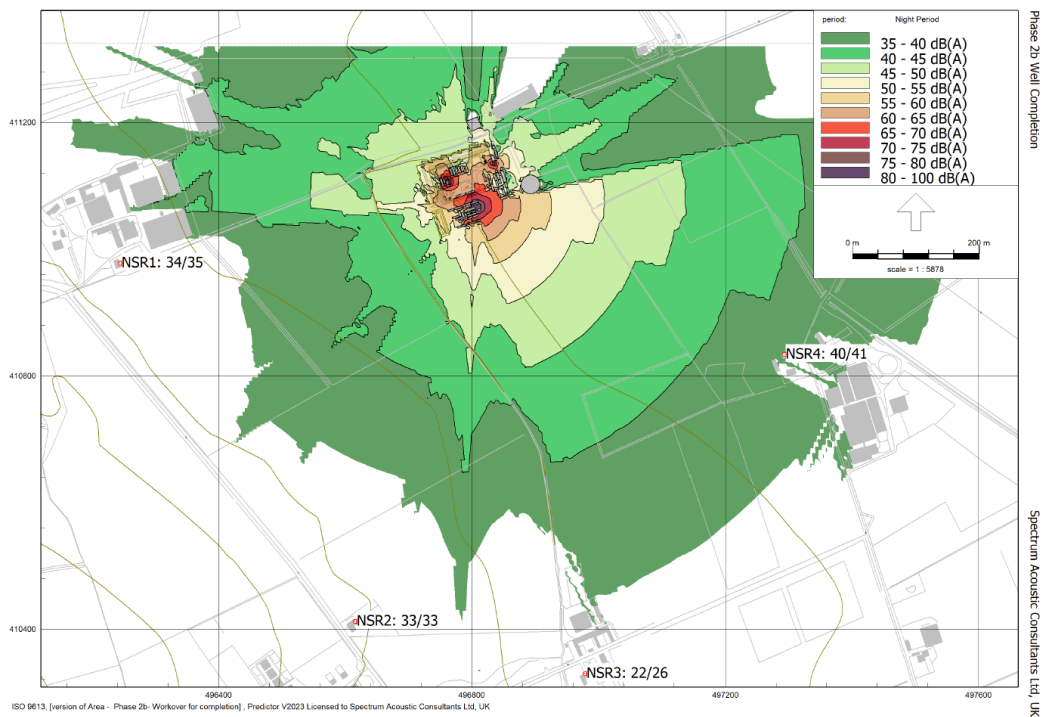 period: Night Period
35 - 40 dB(A)
40 - 45 dB(A)
45 - 50 dB(A)
50 - 55 dB(A)
55 - 60 dB(A)
60 - 65 dB(A)
65 - 70 dB(A)
70 - 75 dB(A)
75 - 80 dB(A)
80 - 100 dB(A)
0 m 200 m
scale = 1 : 5878
Phase 2b Well Completion
411200
NSR1: 34/35
NSR4: 40/41
410800
NSR2: 33/33
410400
NSR3: 22/26
496400 496800 497200 497600
Spectrum Acoustic Consultants Ltd, UK
ISO 9613, [version of Area - Phase 2b- Workover for completion] , Predictor V2023 Licensed to Spectrum Acoustic Consultants Ltd, UK